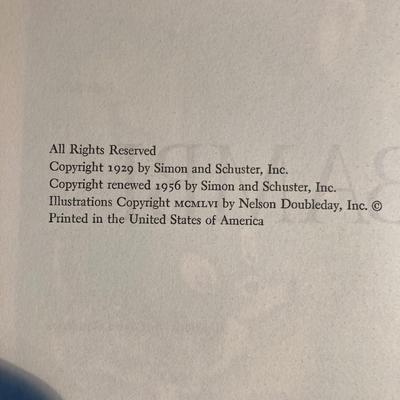 All Rights Reserved
Copyright 1929 by Simon and Schuster, Inc.
Copyright renewed 1956 by Simon and Schuster, Inc.
Illustrations Copyright MCMLVI by Nelson Doubleday, Inc. ©
Printed in the United States of America